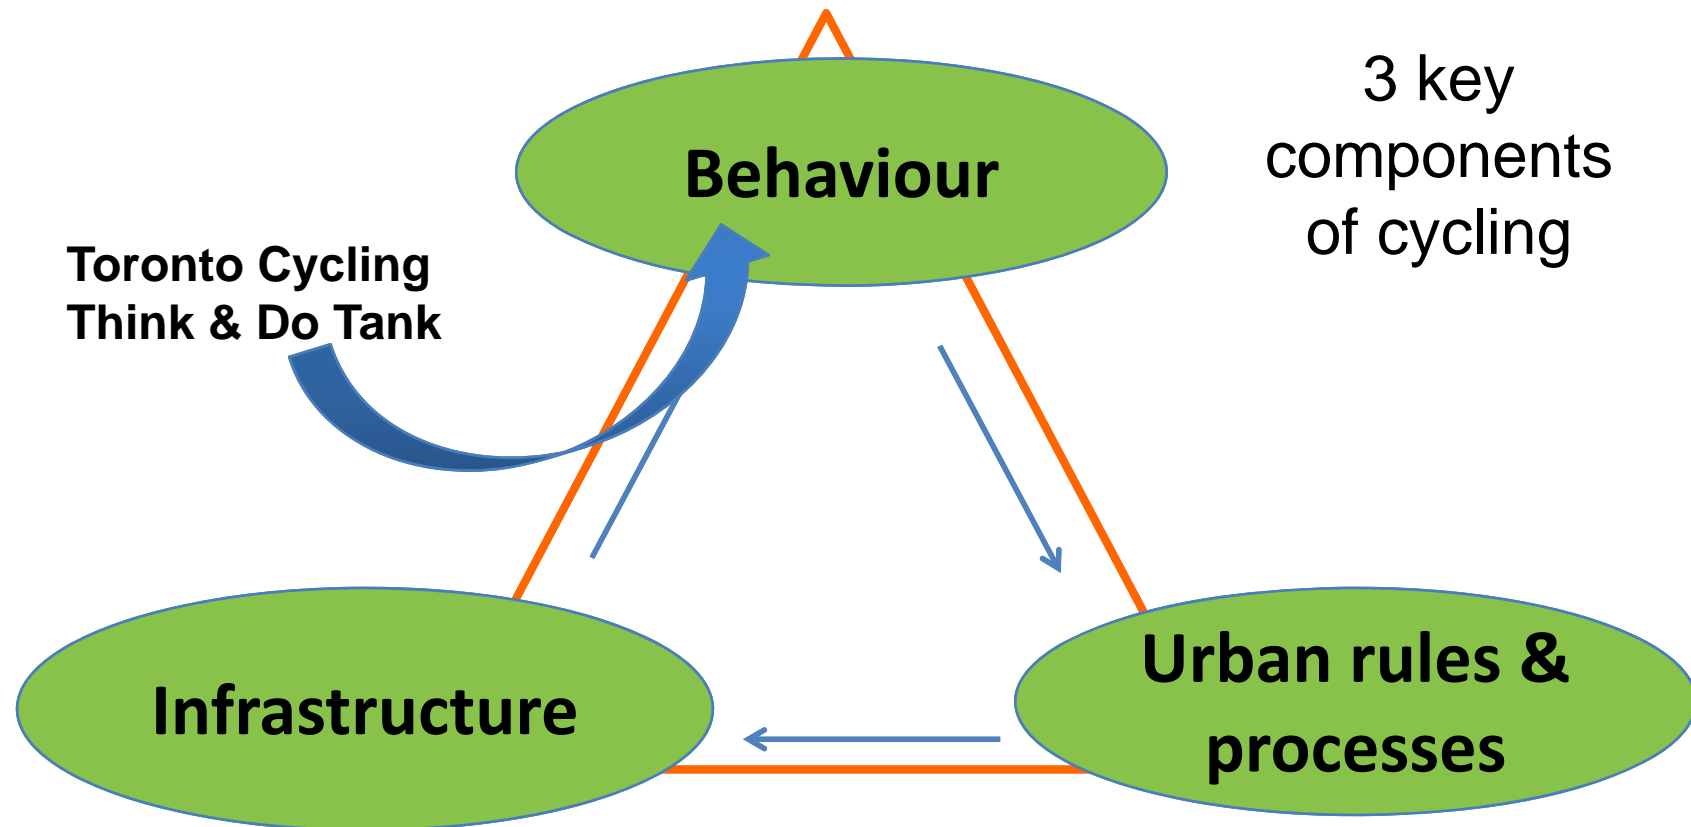 3 key
components
of cycling
Behaviour
Toronto Cycling
Think & Do Tank
Infrastructure
Urban rules &
processes